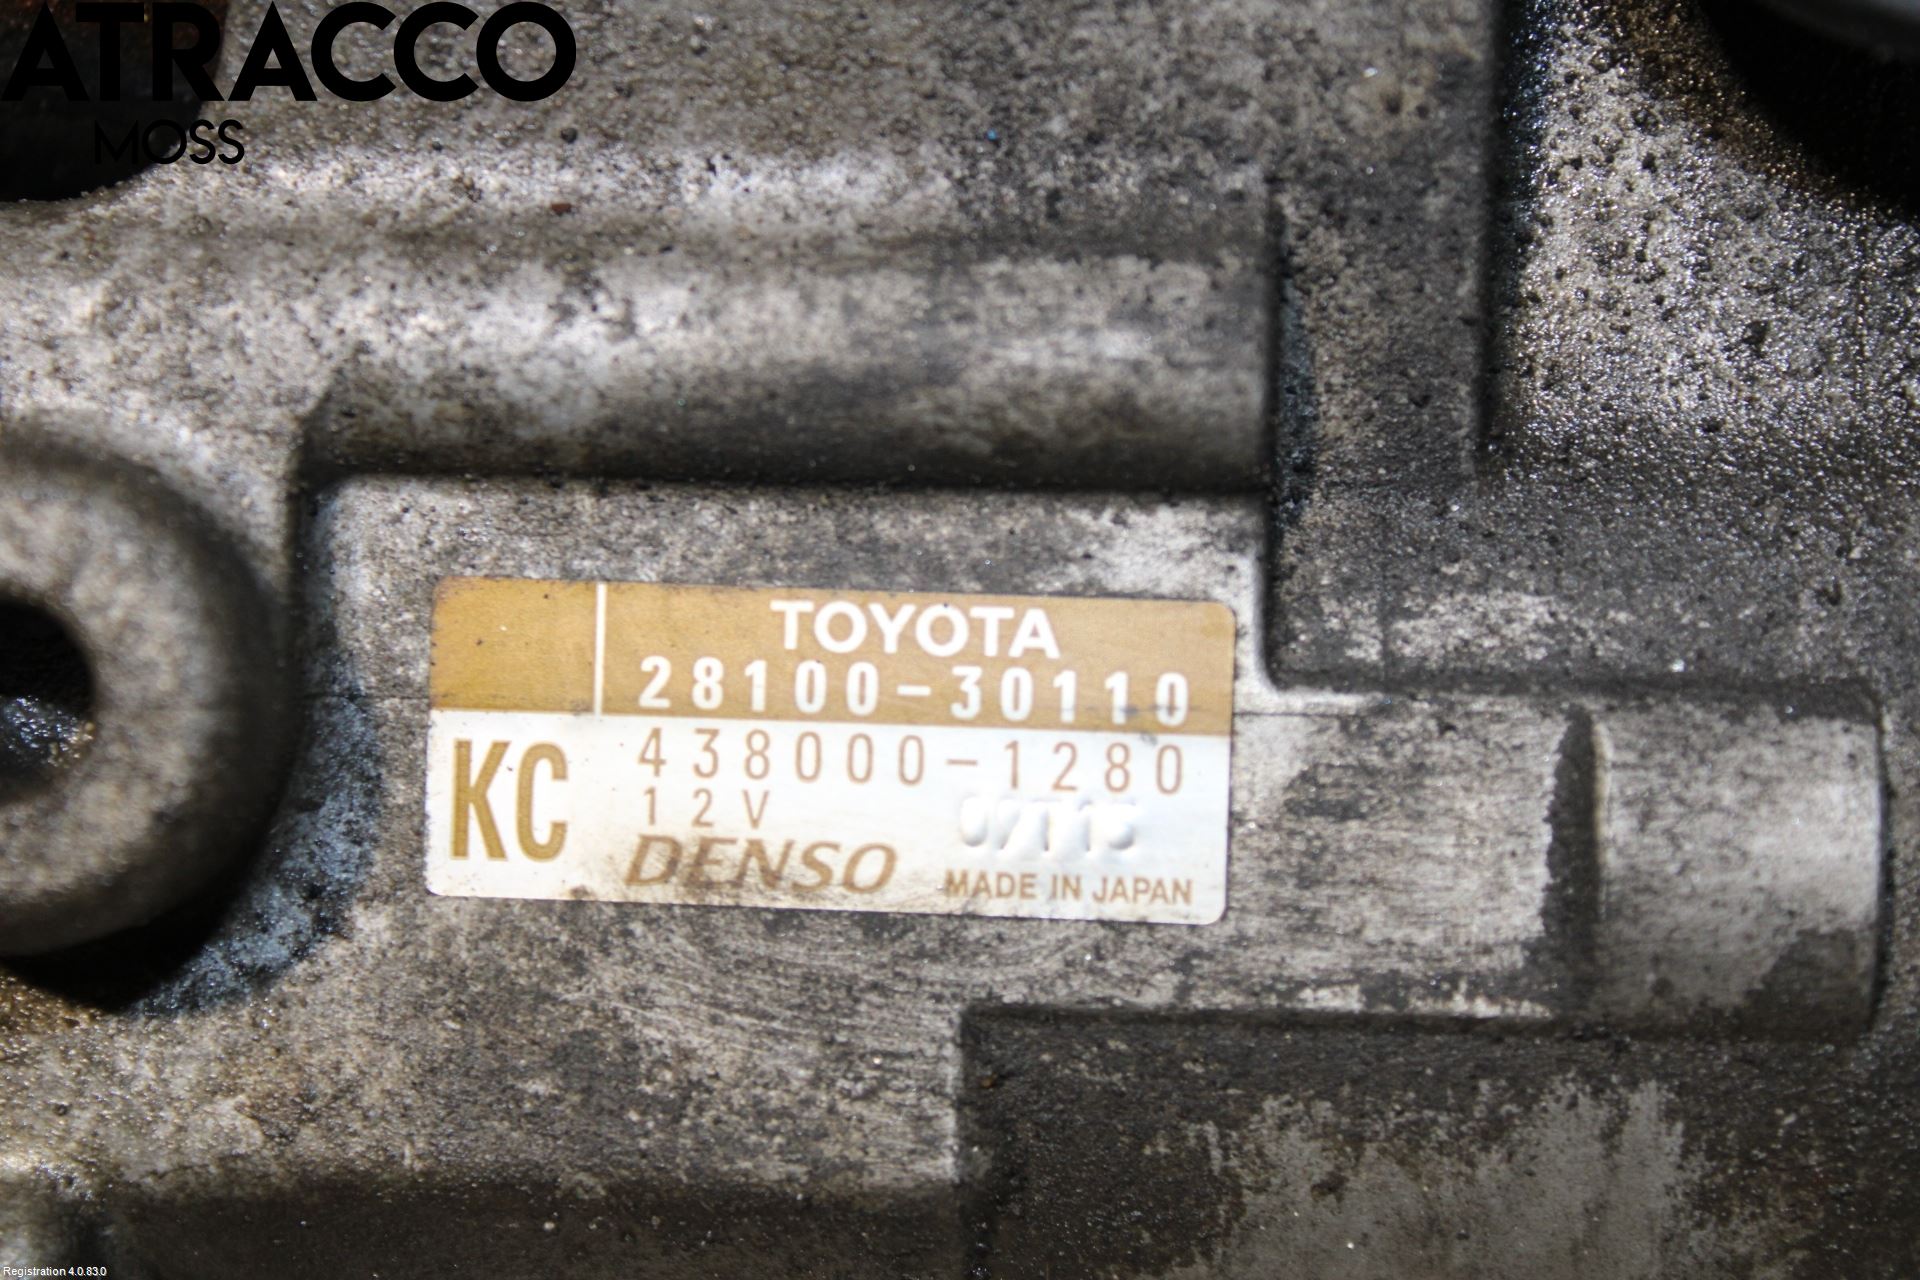 ATRACCO
MOSS
TOYOTA
28100-30110
KC
438000-1280
12V
DENSO
MADE IN JAPAN
Registration 4.0.83.0